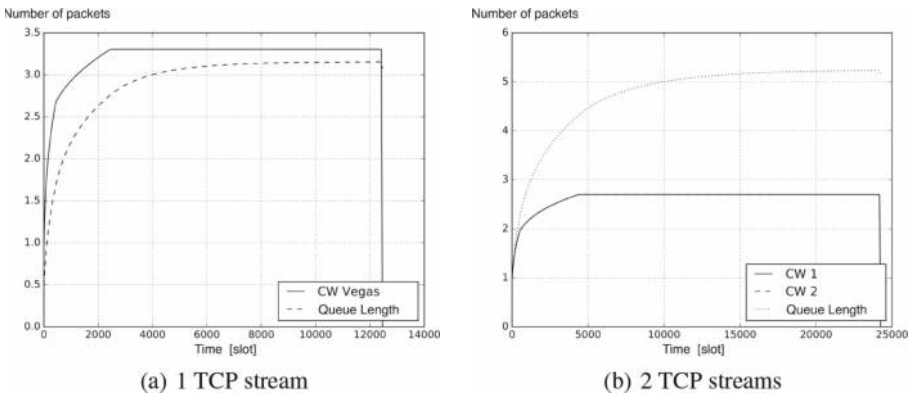 Number of packets
3.5
3.0
2.5
2.0
1.5
1.0
0.5
0.0
0
2000
4000
6000
8000
10000
12000
14000
Time [slot]
CW Vegas
Queue Length
(a) 1 TCP stream
Number of packets
6
5
4
3
2
1
0
0
5000
10000
15000
20000
25000
Time [slot]
CW 1
CW 2
Queue Length
(b) 2 TCP streams